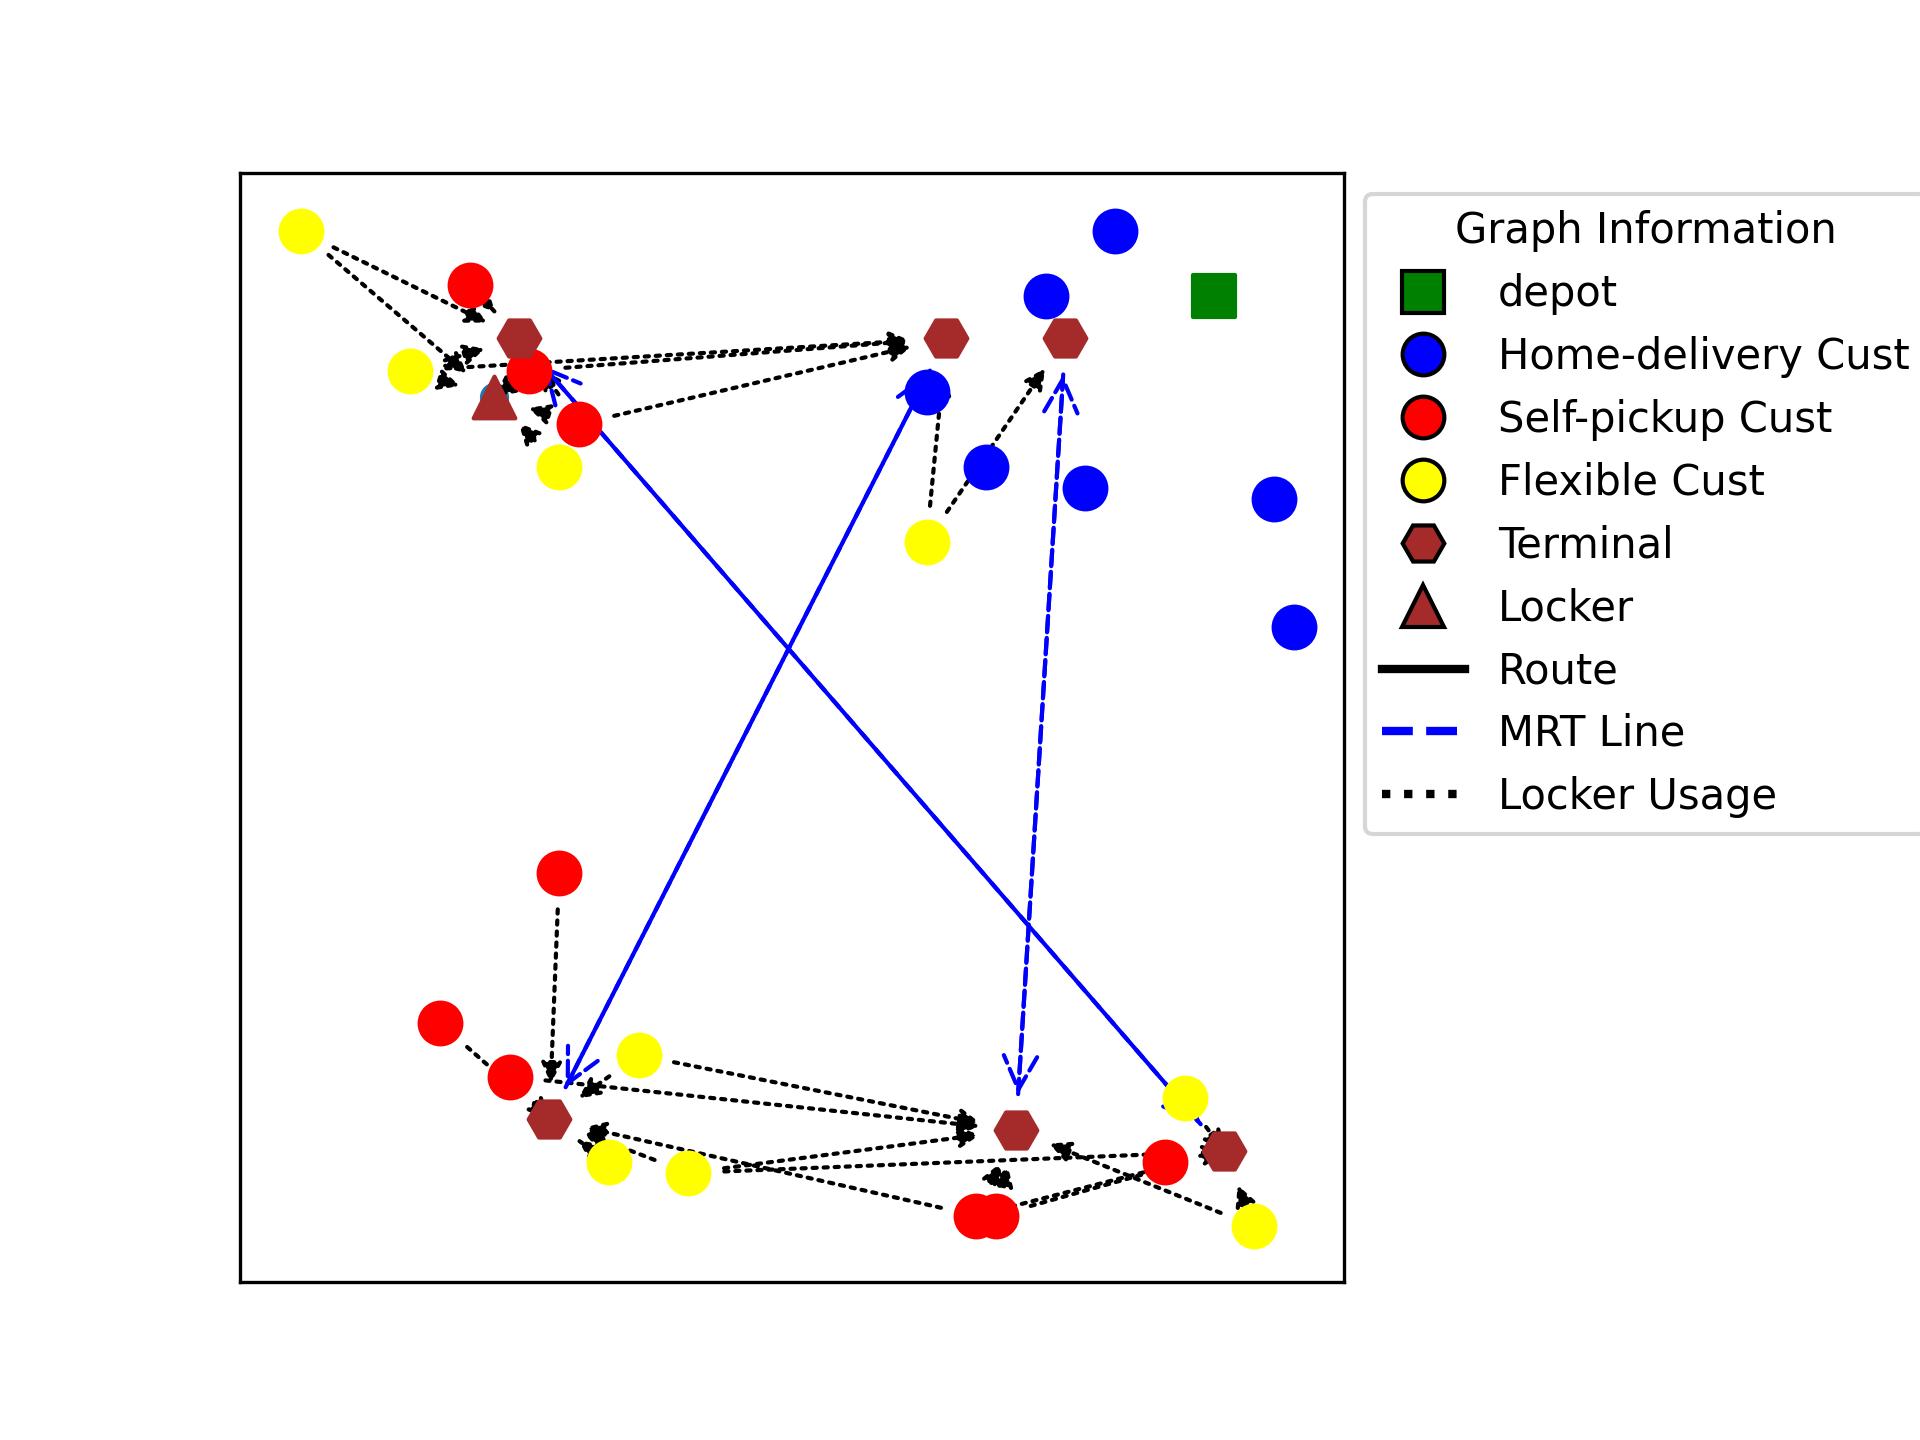 Graph Information
depot
Home-delivery Cust
Self-pickup Cust
Flexible Cust
Terminal
Locker
Route
MRT Line
Locker Usage